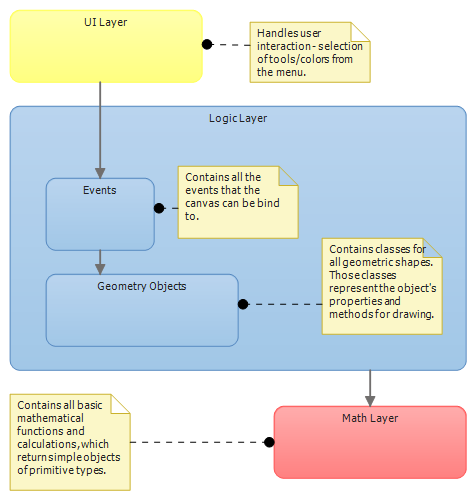 UI Layer
Handles user
interaction- selection
of tools/colors from
the menu.
Logic Layer
Events
Contains all the
events that the
canvas can be bind
to.
Geometry Objects
Contains classes for
all geometric shapes.
Those classes
represent the object's
properties and
methods for drawing.
Contains all basic
mathematical
functions and
calculations, which
return simple objects
of primitive types.
Math Layer